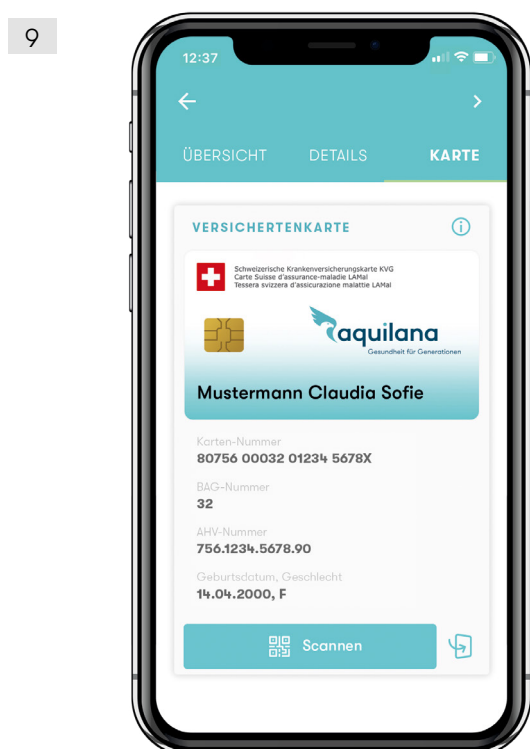 9
12:37
ÜBERSICHT DETAILS KARTE
VERSICHERTENKARTE
Schweizerische Krankenversicherungskarte KVG
Carte Suisse d'assurance-maladie LAMal
Tessera svizzera d'assicurazione malattie LAMal
aquilana
Gesundheit für Generationen
Mustermann Claudia Sofie
Karten-Nummer
80756 00032 01234 5678X
BAG-Nummer
32
AHV-Nummer
756.1234.5678.90
Geburtsdatum, Geschlecht
14.04.2000, F
Scannen